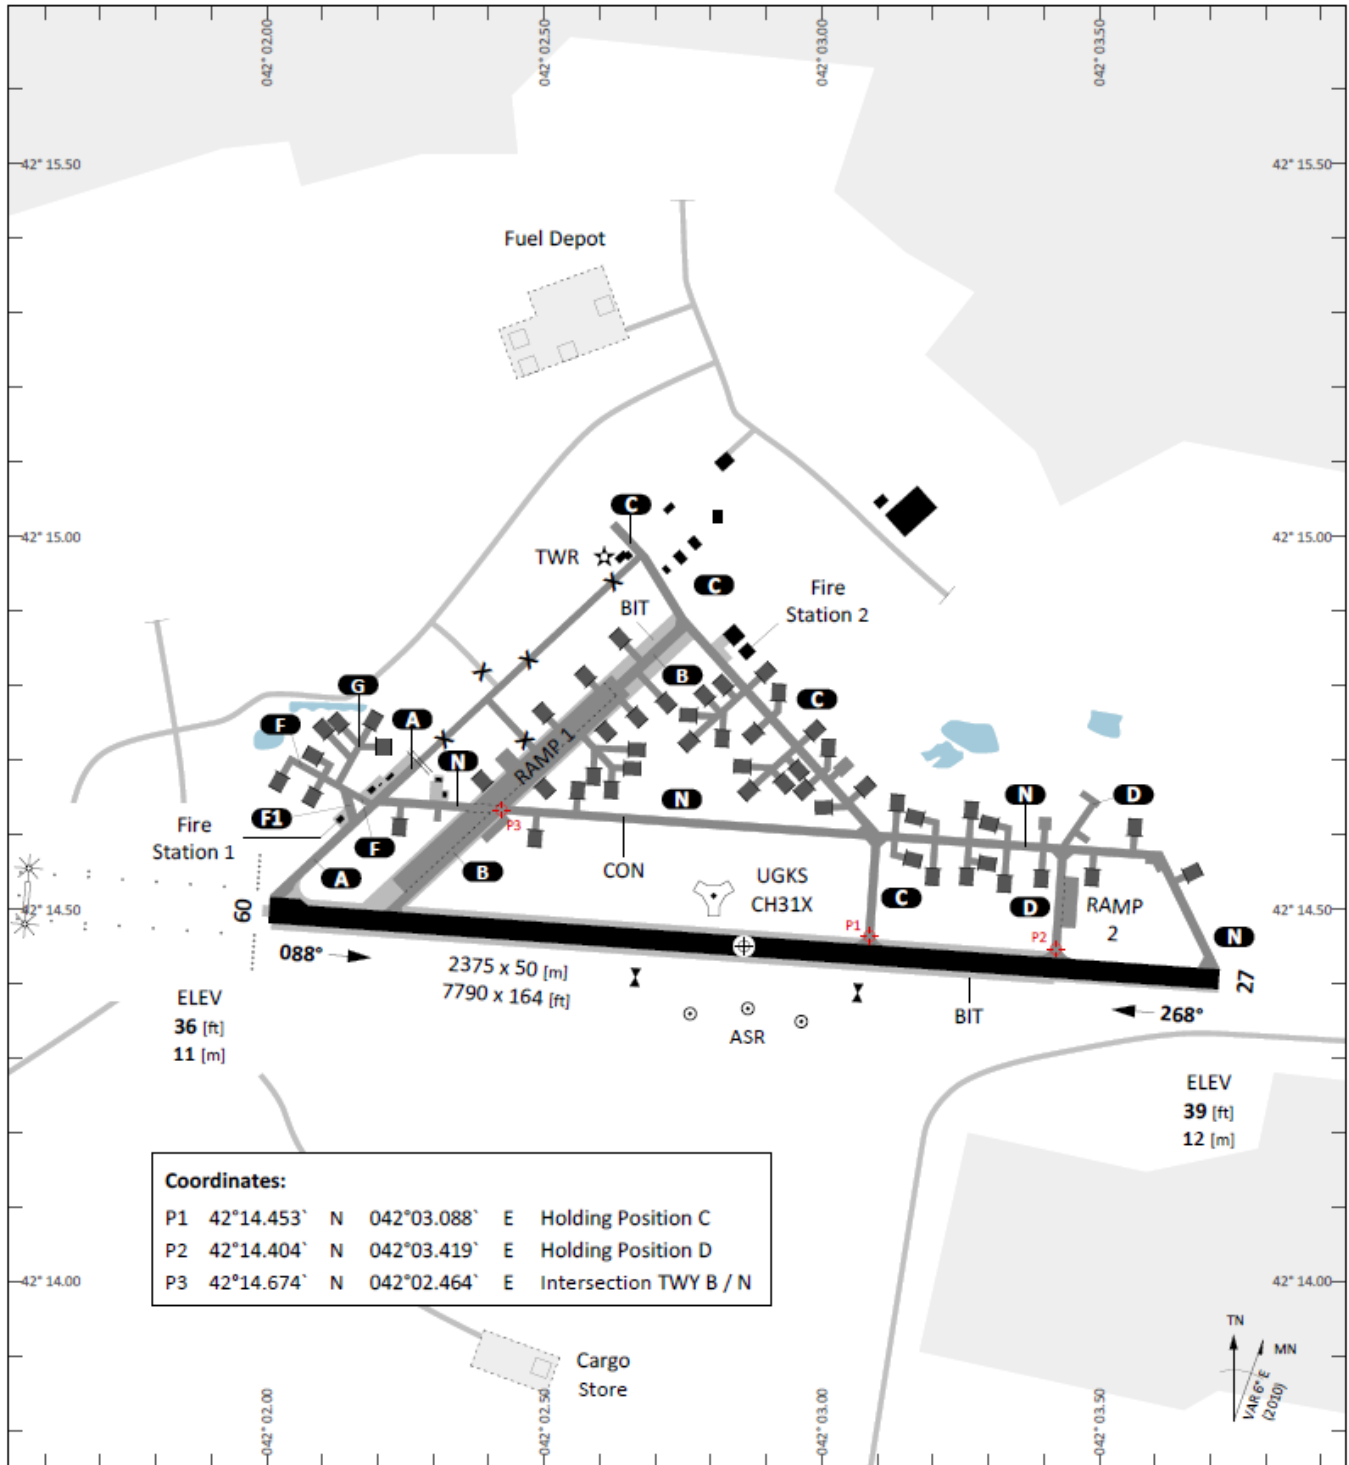 042° 02.00
042° 02.50
042° 03.00
042° 03.50
42° 15.50
42° 15.50
Fuel Depot
42° 15.00
42° 15.00
C
TWR
C
BIT
Fire
Station 2
B
G
A
F
C
N
RAMP 1
N
N
D
F1
P3
Fire
Station 1
F
A
B
CON
UGKS
CH31X
C
D
RAMP
2
N
42° 14.50
42° 14.50
09
P1
P2
27
088°
2375 x 50 [m]
7790 x 164 [ft]
ASR
BIT
268°
ELEV
36 [ft]
11 [m]
ELEV
39 [ft]
12 [m]
Coordinates:
P1 42°14.453` N 042°03.088` E Holding Position C
P2 42°14.404` N 042°03.419` E Holding Position D
P3 42°14.674` N 042°02.464` E Intersection TWY B / N
42° 14.00
42° 14.00
Cargo
Store
TN
MN
VAR 6° E
(2010)
042° 02.00
042° 02.50
042° 03.00
042° 03.50